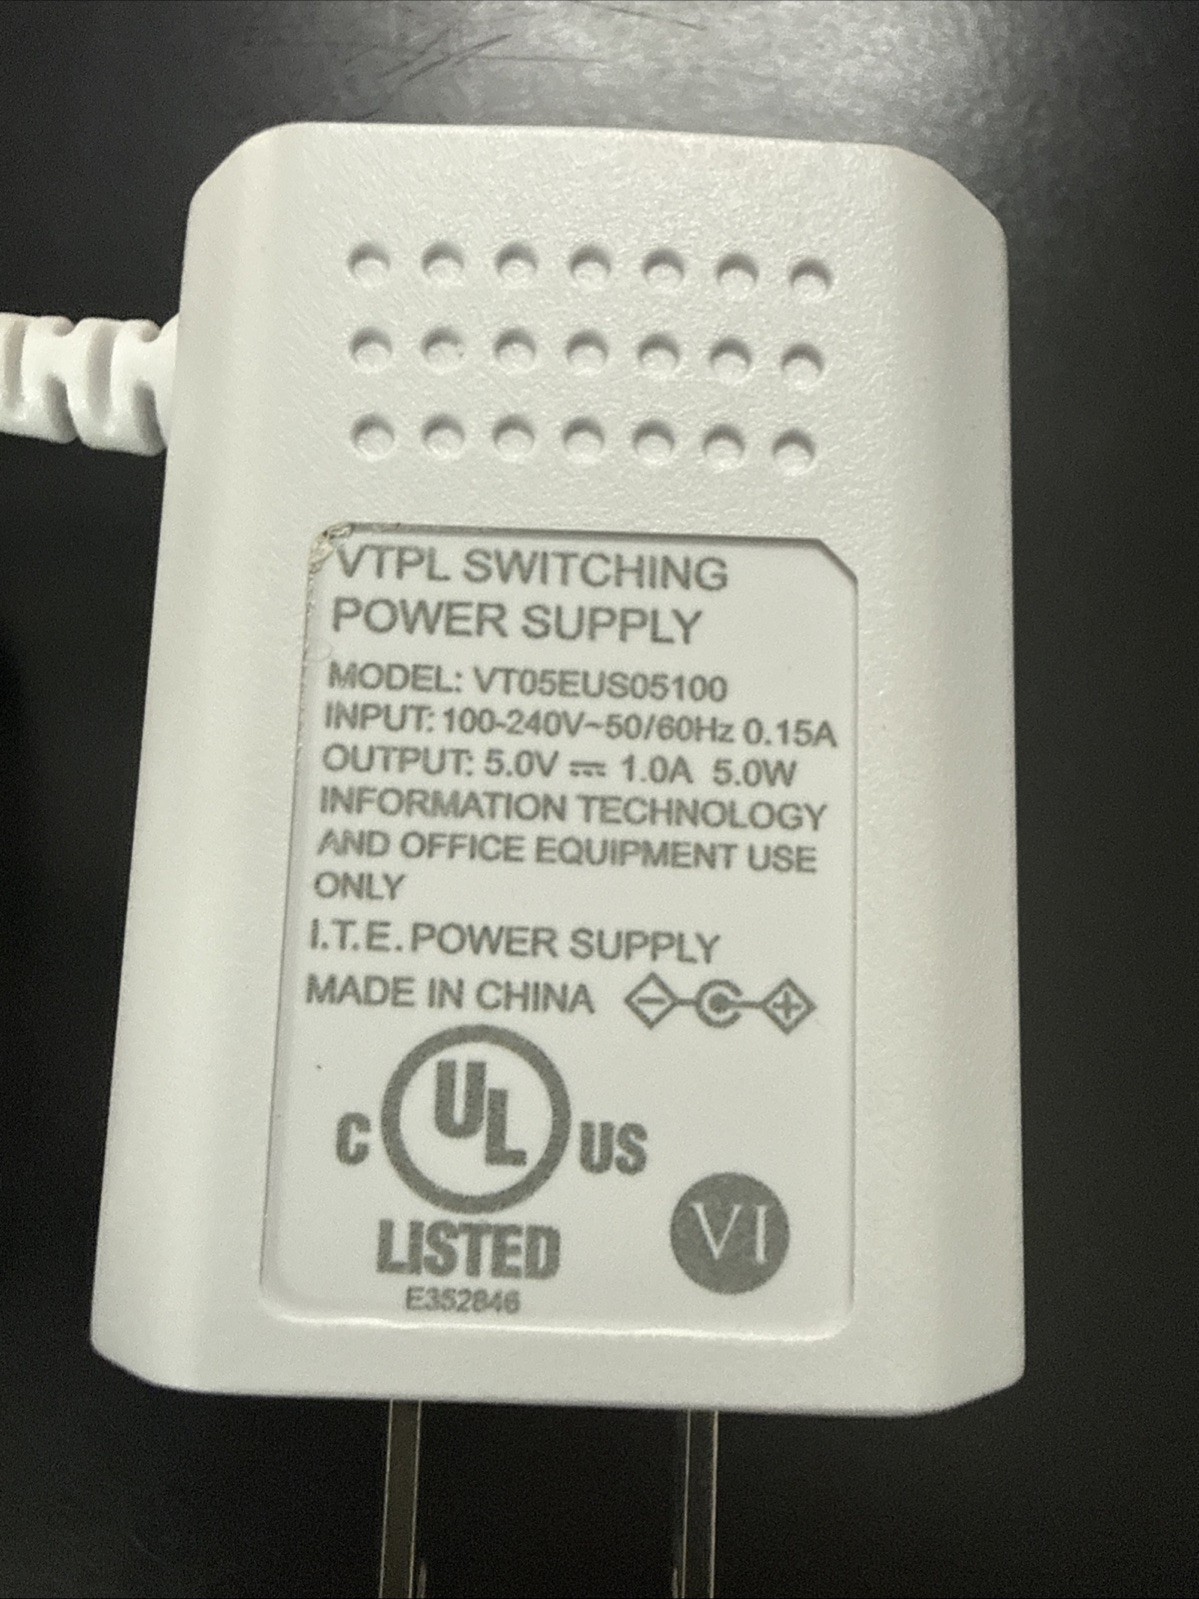 VTPL SWITCHING
POWER SUPPLY
MODEL: VT05EUS05100
INPUT: 100-240V~50/60Hz 0.15A
OUTPUT: 5.0V ⎓ 1.0A 5.0W
INFORMATION TECHNOLOGY
AND OFFICE EQUIPMENT USE
ONLY
I.T.E. POWER SUPPLY
MADE IN CHINA
C UL US
LISTED
E352846
VI